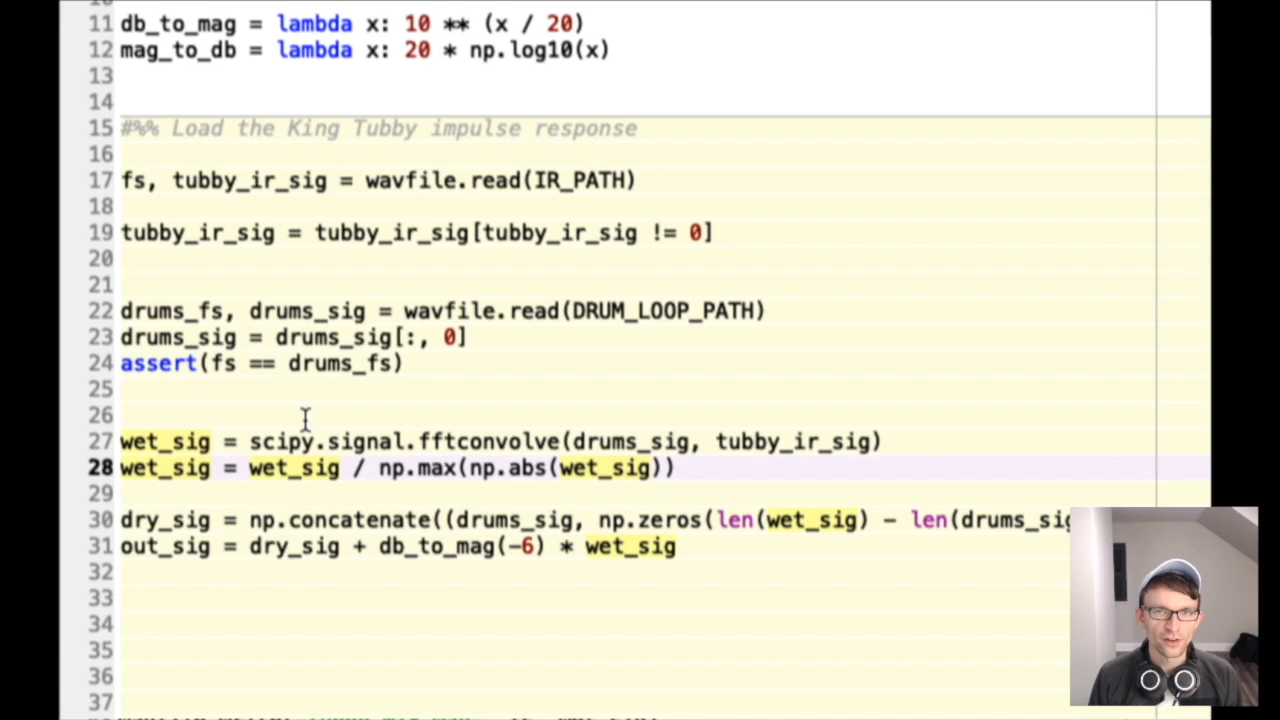 11 db_to_mag = lambda x: 10 ** (x / 20)
12 mag_to_db = lambda x: 20 * np.log10(x)
13
14
15 #%% Load the King Tubby impulse response
16
17 fs, tubby_ir_sig = wavfile.read(IR_PATH)
18
19 tubby_ir_sig = tubby_ir_sig[tubby_ir_sig != 0]
20
21
22 drums_fs, drums_sig = wavfile.read(DRUM_LOOP_PATH)
23 drums_sig = drums_sig[:, 0]
24 assert(fs == drums_fs)
25
26
27 wet_sig = scipy.signal.fftconvolve(drums_sig, tubby_ir_sig)
28 wet_sig = wet_sig / np.max(np.abs(wet_sig))
29
30 dry_sig = np.concatenate((drums_sig, np.zeros(len(wet_sig) - len(drums_sig
31 out_sig = dry_sig + db_to_mag(-6) * wet_sig
32
33
34
35
36
37